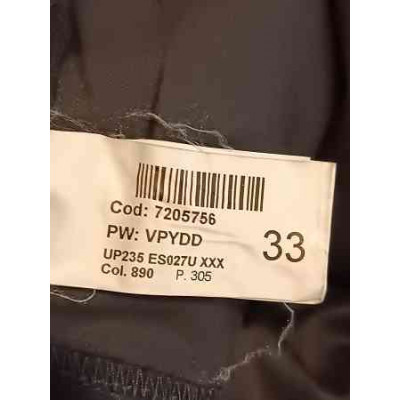 Cod: 7205756
PW: VPYDD
33
UP235 ES027U XXX
Col. 890 P. 305